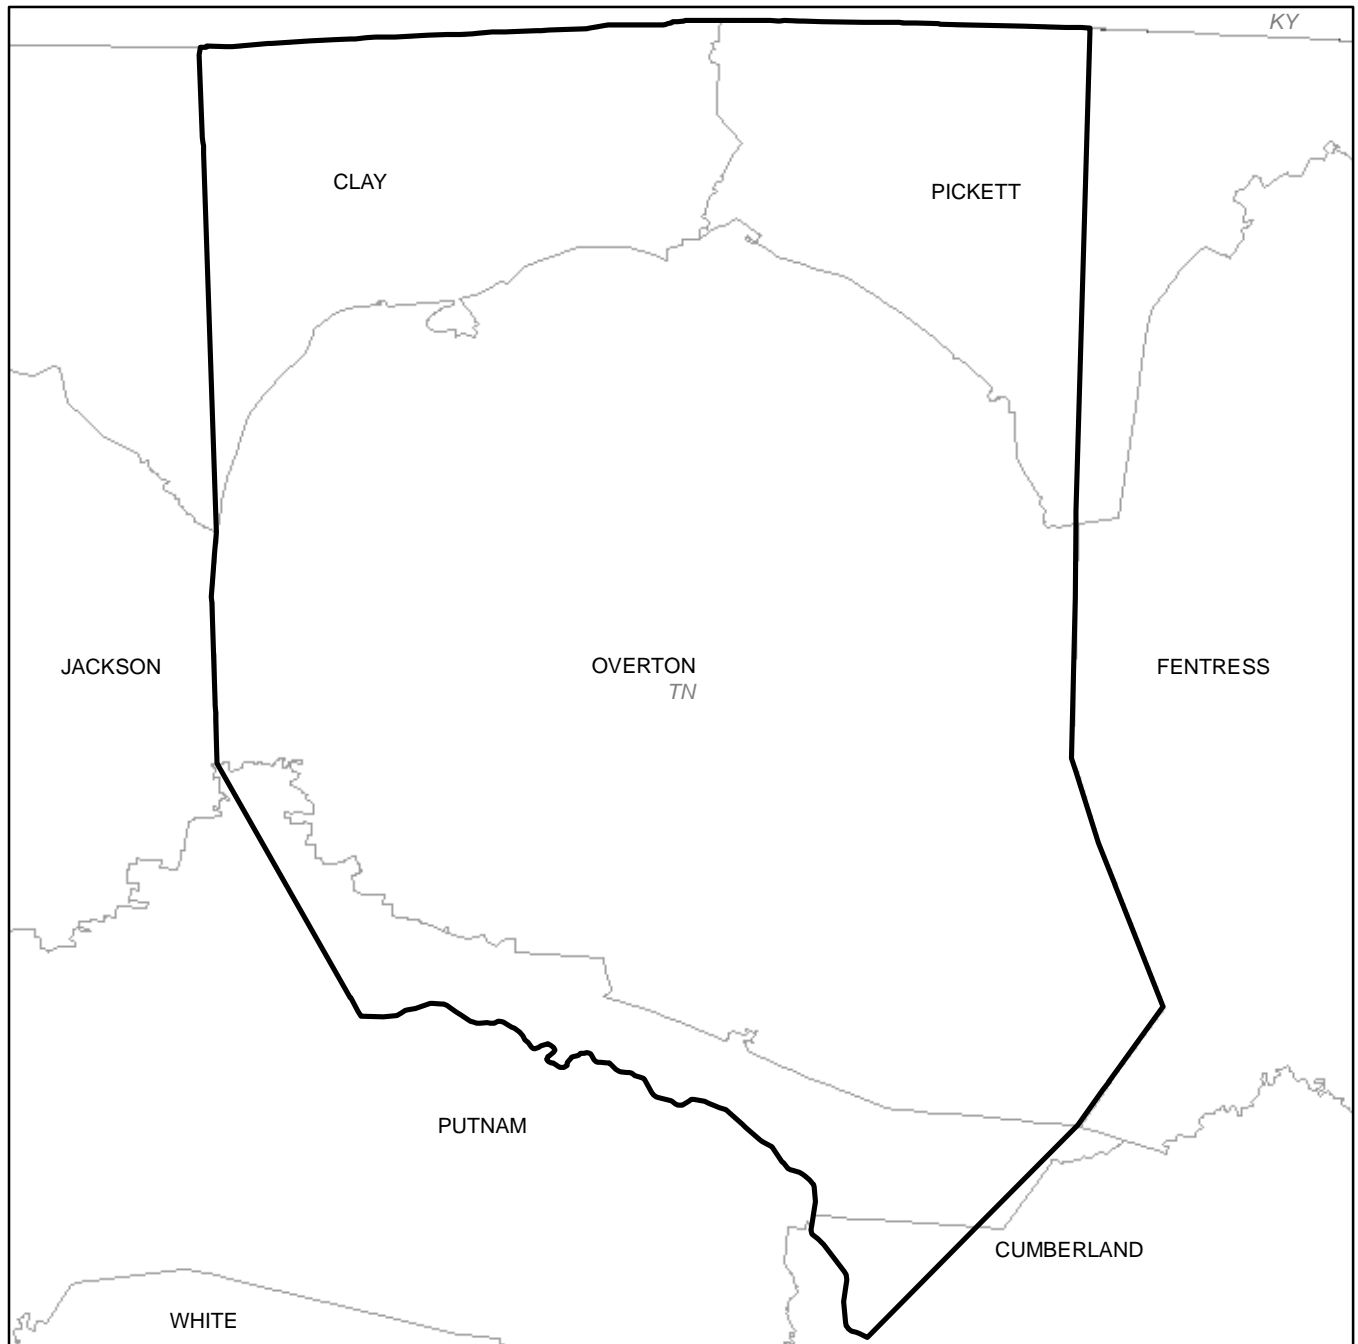 KY
CLAY
PICKETT
JACKSON
OVERTON
FENTRESS
TN
PUTNAM
CUMBERLAND
WHITE